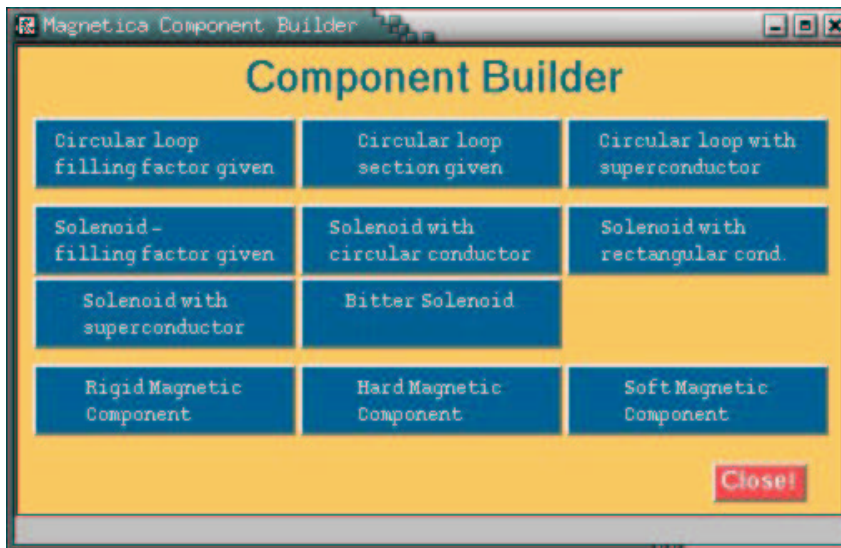 Magnetica Component Builder
Component Builder
Circular loop
filling factor given
Circular loop
section given
Circular loop with
superconductor
Solenoid -
filling factor given
Solenoid with
circular conductor
Solenoid with
rectangular cond.
Solenoid with
superconductor
Bitter Solenoid
Rigid Magnetic
Component
Hard Magnetic
Component
Soft Magnetic
Component
Close!